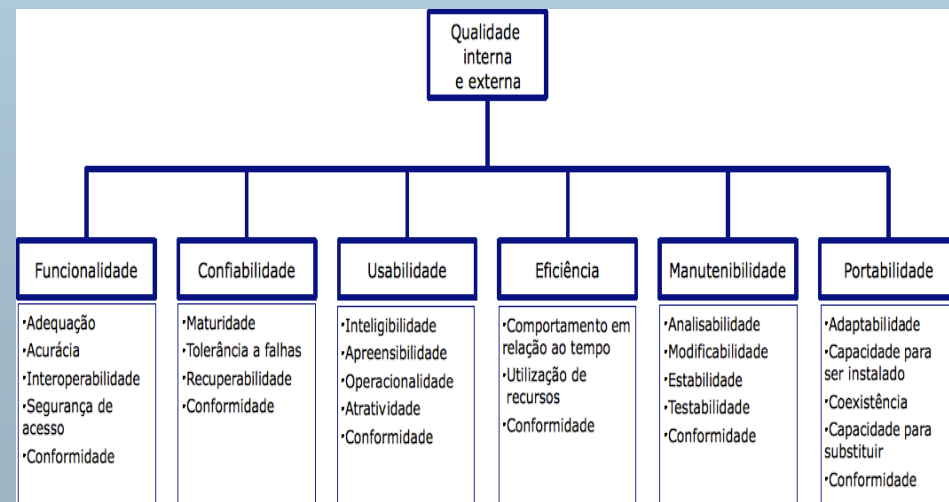 Qualidade
interna
e externa
Funcionalidade
•Adequação
•Acurácia
•Interoperabilidade
•Segurança de
acesso
•Conformidade
Confiabilidade
•Maturidade
•Tolerância a falhas
•Recuperabilidade
•Conformidade
Usabilidade
•Inteligibilidade
•Apreensibilidade
•Operacionalidade
•Atratividade
•Conformidade
Eficiência
•Comportamento em
relação ao tempo
•Utilização de
recursos
•Conformidade
Manutenibilidade
•Analisabilidade
•Modificabilidade
•Estabilidade
•Testabilidade
•Conformidade
Portabilidade
•Adaptabilidade
•Capacidade para
ser instalado
•Coexistência
•Capacidade para
substituir
•Conformidade